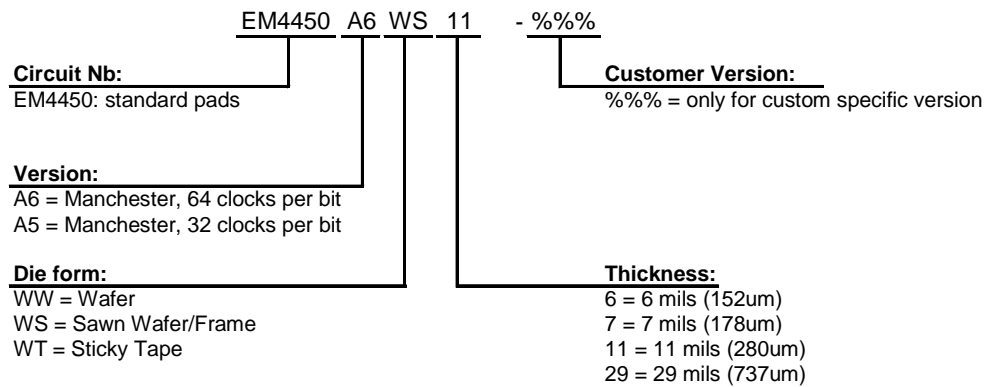 EM4450 A6 WS 11 - %%%
Circuit Nb:
EM4450: standard pads
Customer Version:
%%% = only for custom specific version
Version:
A6 = Manchester, 64 clocks per bit
A5 = Manchester, 32 clocks per bit
Die form:
WW = Wafer
WS = Sawn Wafer/Frame
WT = Sticky Tape
Thickness:
6 = 6 mils (152um)
7 = 7 mils (178um)
11 = 11 mils (280um)
29 = 29 mils (737um)